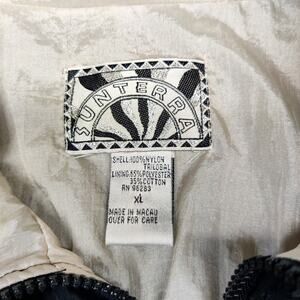 SUNTERRA
SHELL:100%NYLON
TRILOBAL
LINING:65%POLYESTER
35%COTTON
RN 96283
XL
MADE IN MACAU
OVER FOR CARE